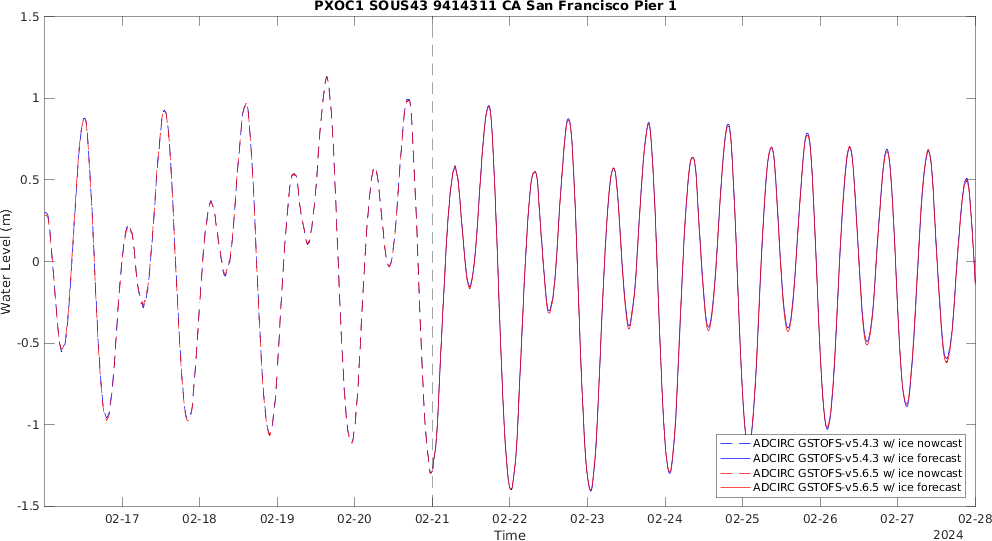 PXOC1 SOUS43 9414311 CA San Francisco Pier 1
1.5
1
0.5
0
-0.5
-1
-1.5
Water Level (m)
ADCIRC GSTOFS-v5.4.3 w/ ice nowcast
ADCIRC GSTOFS-v5.4.3 w/ ice forecast
ADCIRC GSTOFS-v5.6.5 w/ ice nowcast
ADCIRC GSTOFS-v5.6.5 w/ ice forecast
02-17 02-18 02-19 02-20 02-21 02-22 02-23 02-24 02-25 02-26 02-27 02-28
Time
2024